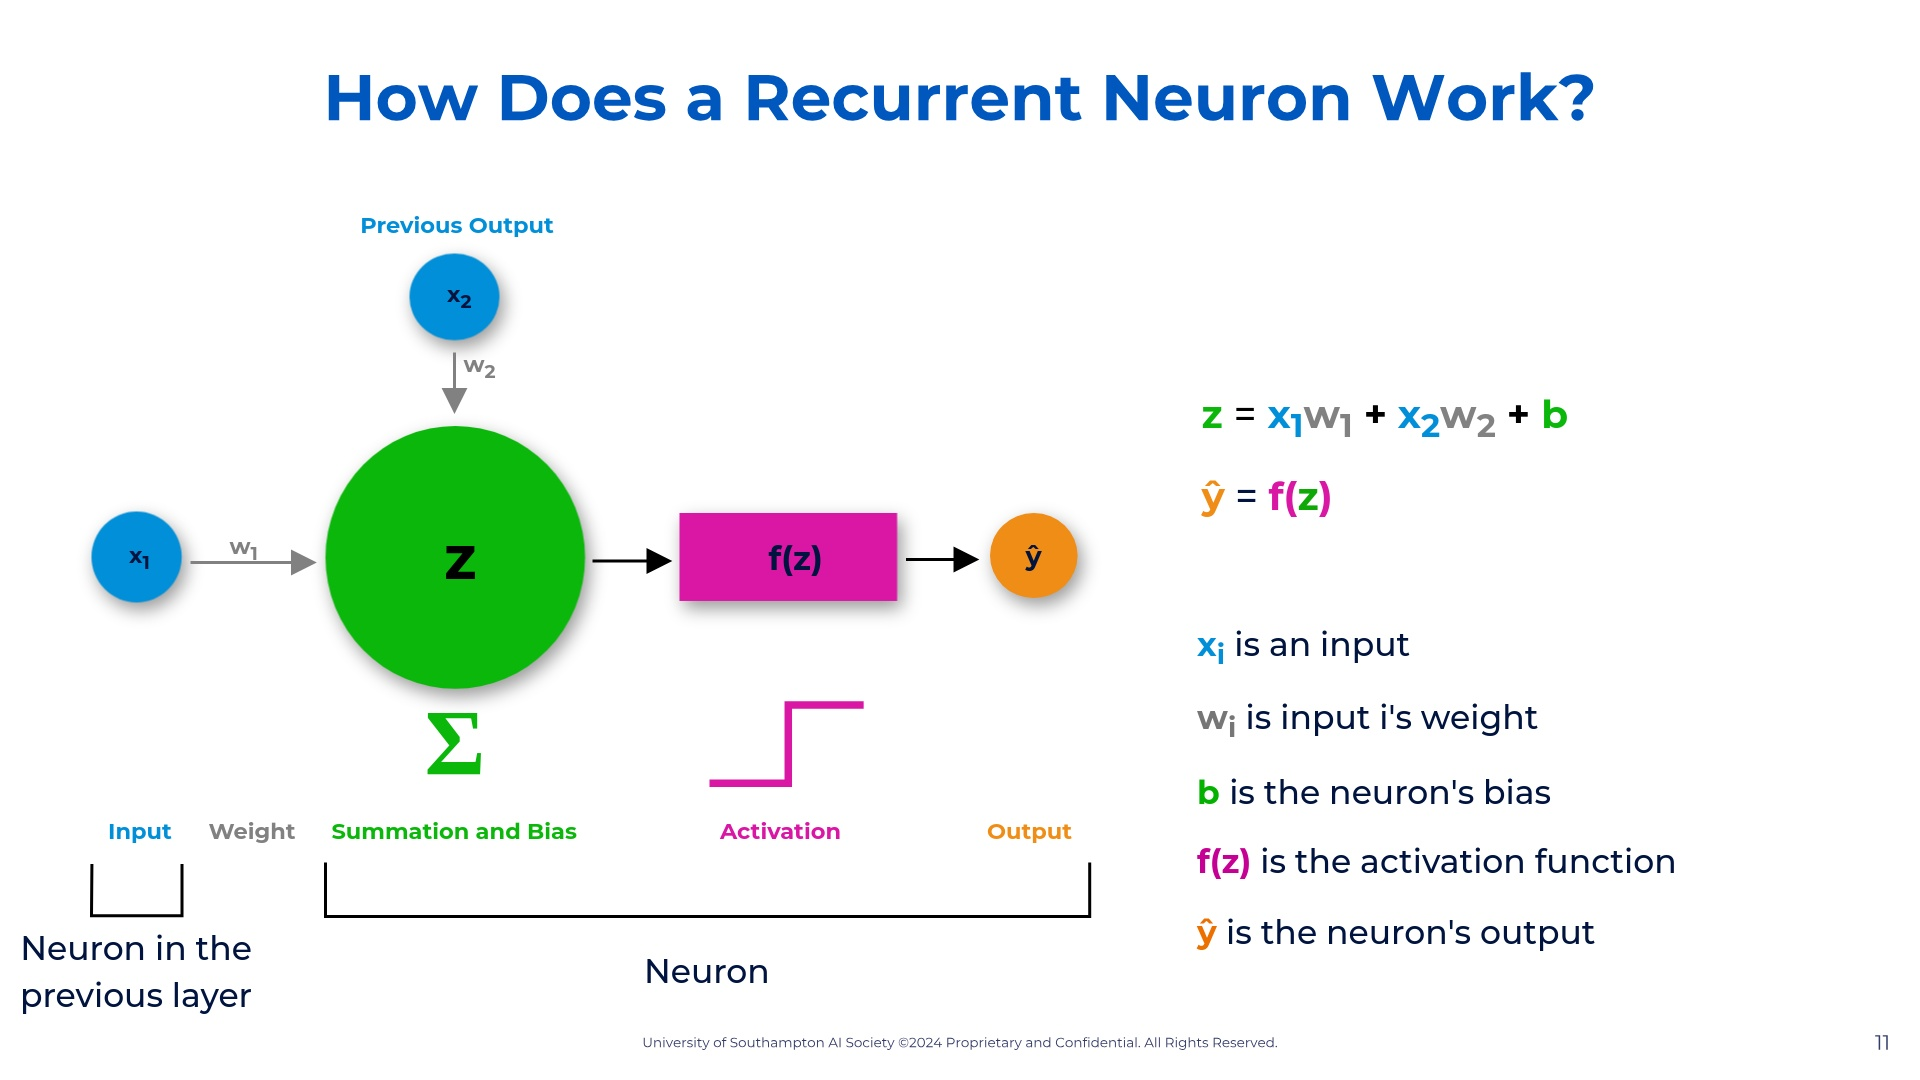 How Does a Recurrent Neuron Work?
Previous Output
x₂
w₂
x₁
w₁
z
f(z)
ŷ
Σ
Input
Weight
Summation and Bias
Activation
Output
Neuron in the
previous layer
Neuron
z = x₁w₁ + x₂w₂ + b
ŷ = f(z)
xᵢ is an input
wᵢ is input i's weight
b is the neuron's bias
f(z) is the activation function
ŷ is the neuron's output
University of Southampton AI Society ©2024 Proprietary and Confidential. All Rights Reserved.
11